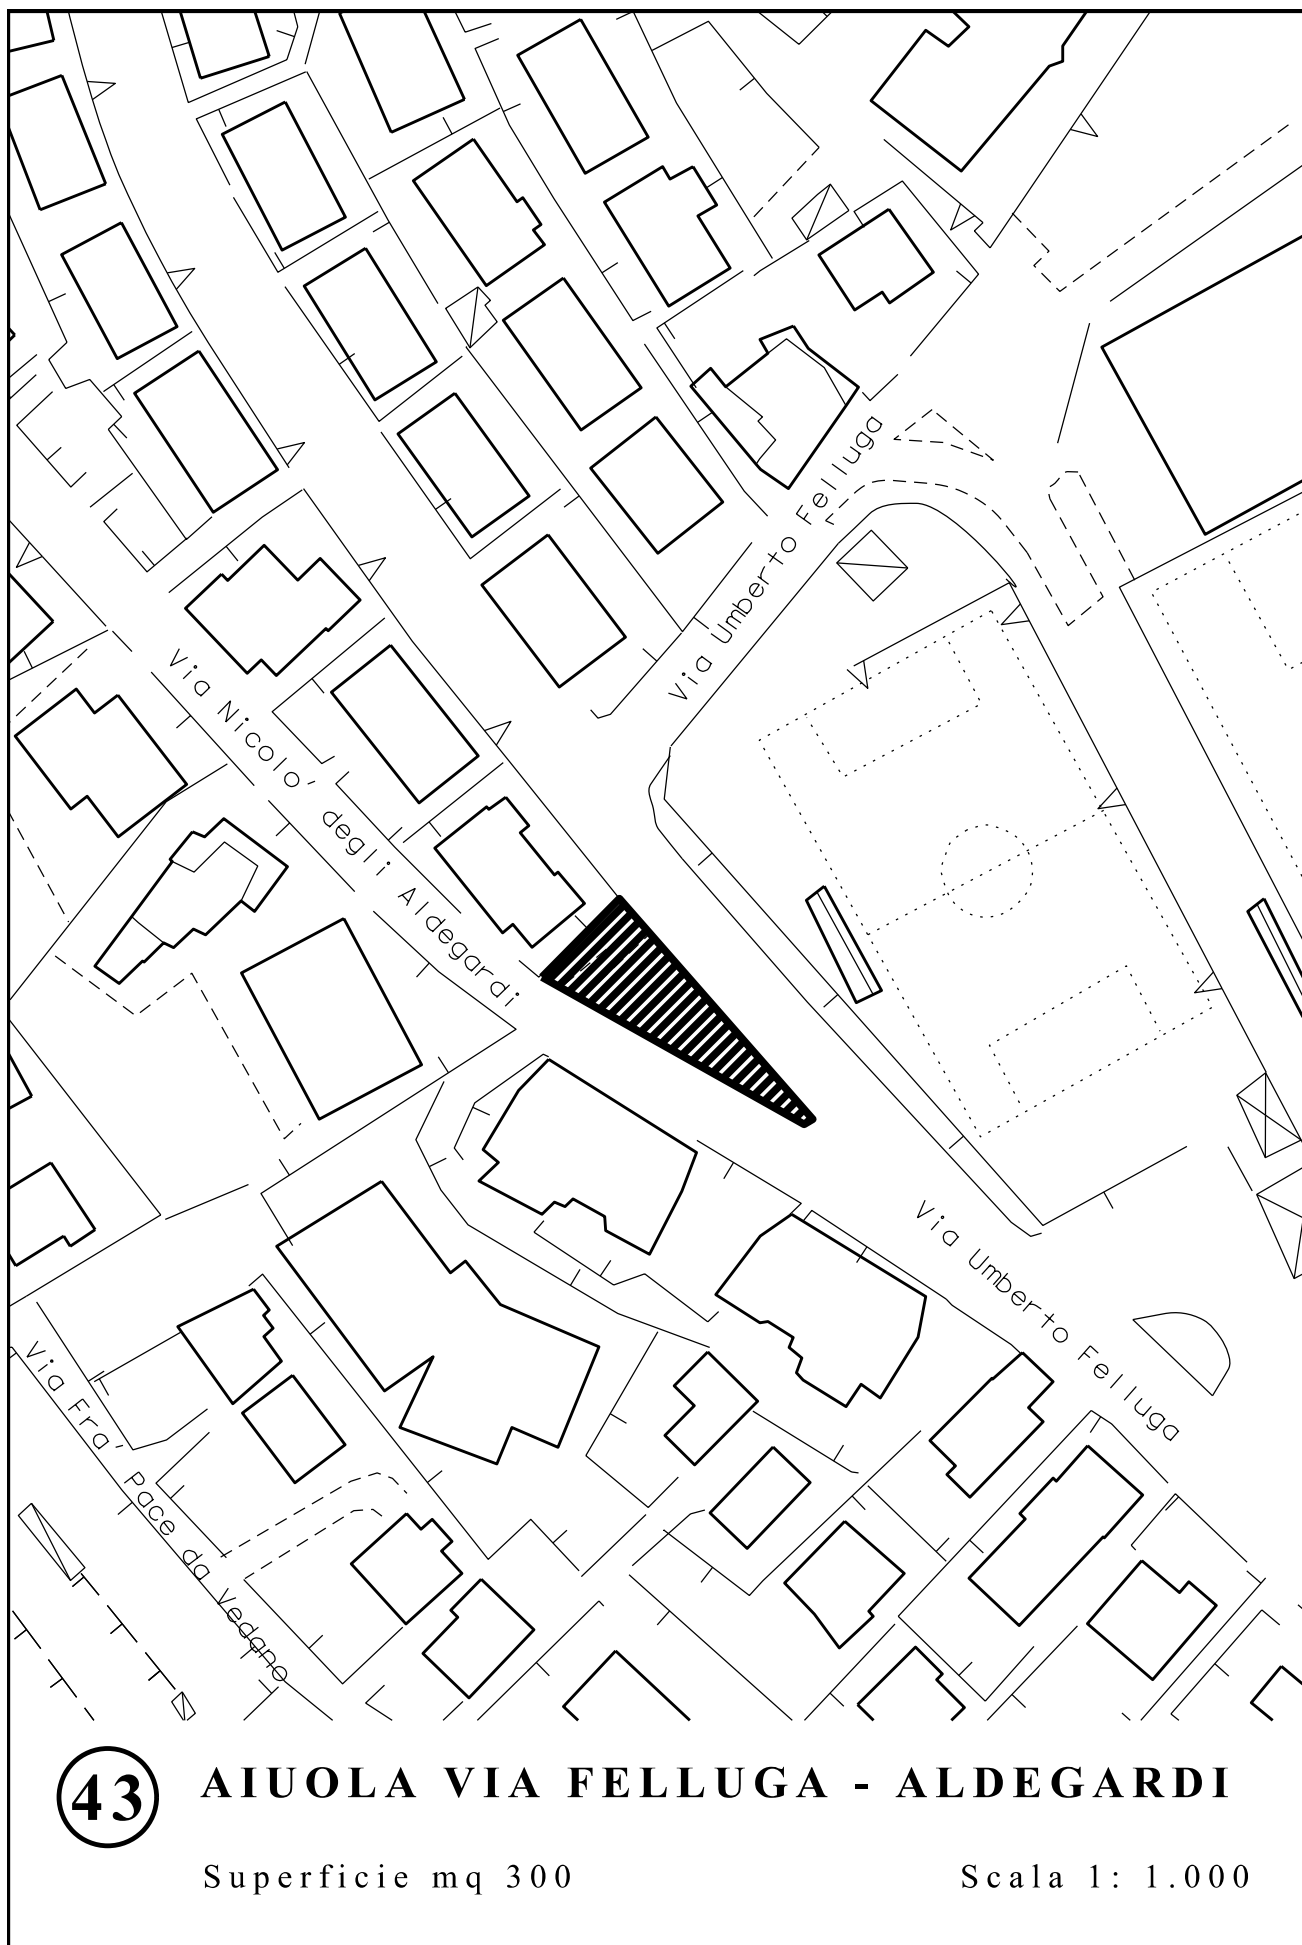 Via Umberto Felluga
Via Nicolo' degli Aldegardi
Via Umberto Felluga
Via Fra' Pace da Vedano
43 AIUOLA VIA FELLUGA - ALDEGARDI
Superficie mq 300 Scala 1: 1.000